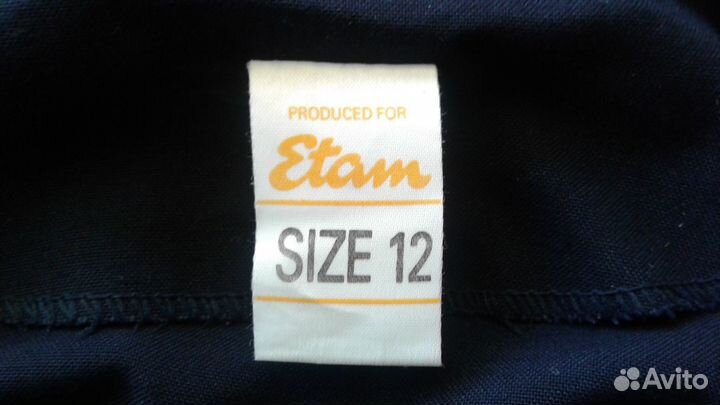 PRODUCED FOR
Etam
SIZE 12
Avito